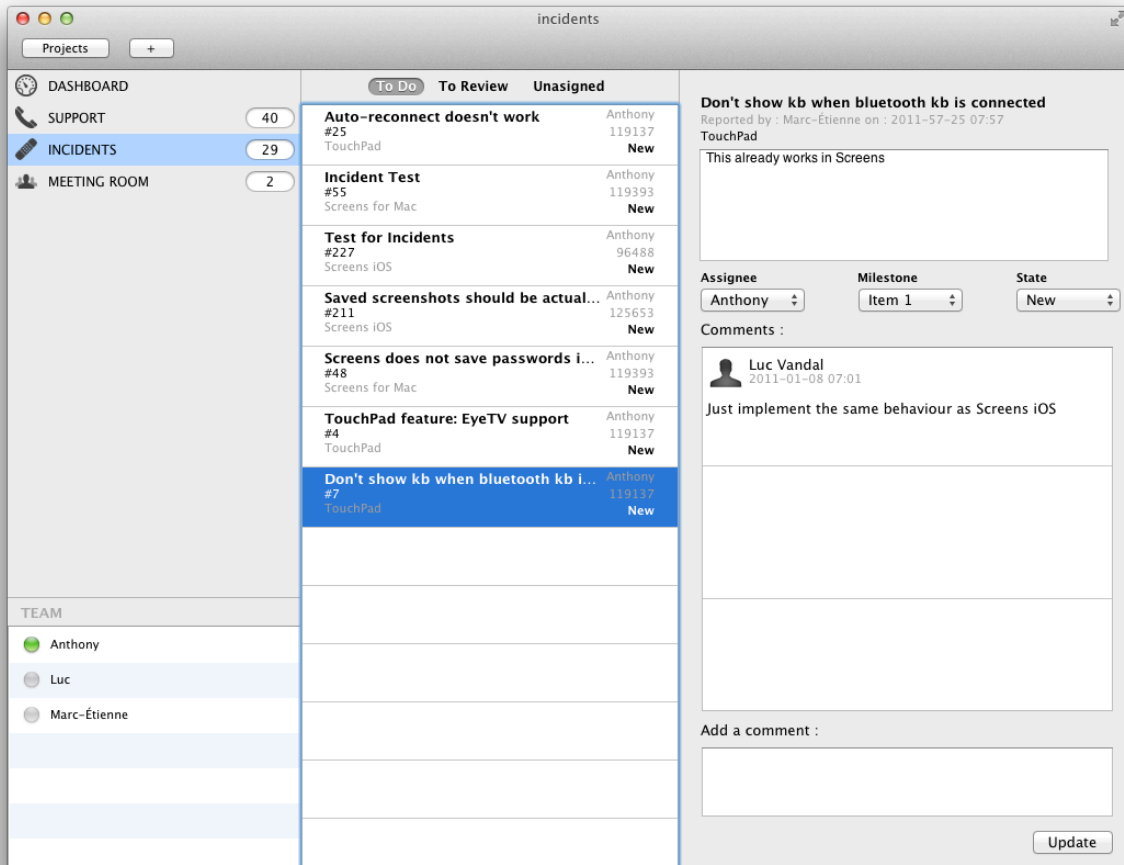 incidents
Projects
+
DASHBOARD
SUPPORT 40
INCIDENTS 29
MEETING ROOM 2
TEAM
Anthony
Luc
Marc-Étienne
To Do To Review Unasigned
Auto-reconnect doesn't work Anthony
#25 119137
TouchPad New
Incident Test Anthony
#55 119393
Screens for Mac New
Test for Incidents Anthony
#227 96488
Screens iOS New
Saved screenshots should be actual... Anthony
#211 125653
Screens iOS New
Screens does not save passwords i... Anthony
#48 119393
Screens for Mac New
TouchPad feature: EyeTV support Anthony
#4 119137
TouchPad New
Don't show kb when bluetooth kb i... Anthony
#7 119137
TouchPad New
Don't show kb when bluetooth kb is connected
Reported by : Marc-Étienne on : 2011-57-25 07:57
TouchPad
This already works in Screens
Assignee Milestone State
Anthony Item 1 New
Comments :
Luc Vandal
2011-01-08 07:01
Just implement the same behaviour as Screens iOS
Add a comment :
Update